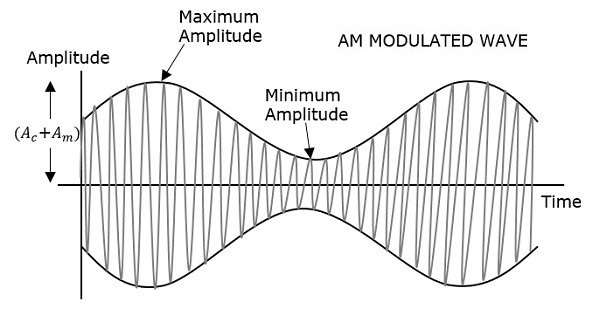 Maximum
Amplitude
AM MODULATED WAVE
Amplitude
Minimum
Amplitude
(A_c+A_m)
Time